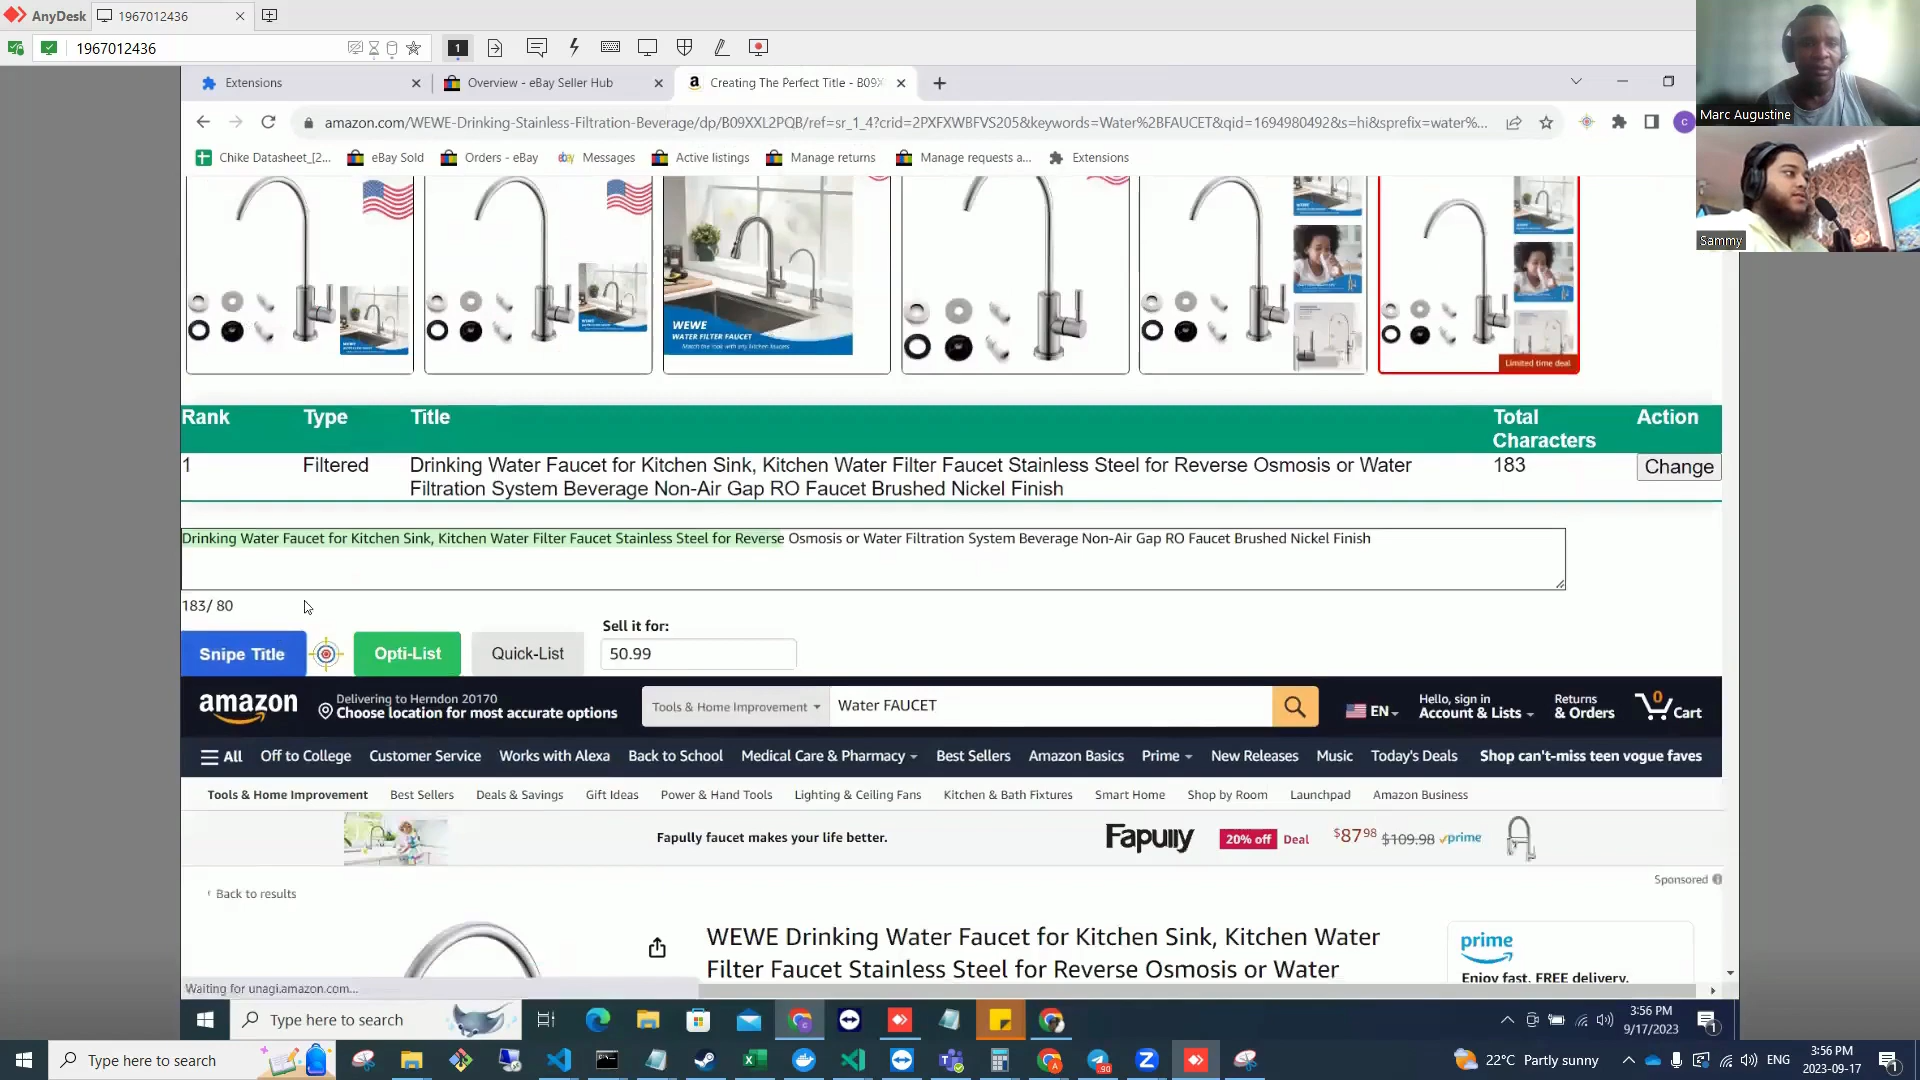 AnyDesk
1967012436
1967012436
1
Extensions
Overview - eBay Seller Hub
Creating The Perfect Title - B09X
amazon.com/WEWE-Drinking-Stainless-Filtration-Beverage/dp/B09XXL2PQB/ref=sr_1_4?crid=2PXFXWBFVS205&keywords=Water%2BFAUCET&qid=1694980492&s=hi&sprefix=water%...
C
Chike Datasheet_[2...
eBay Sold
Orders - eBay
ebay
Messages
Active listings
Manage returns
Manage requests a...
Extensions
Marc Augustine
Sammy
WEWE
WATER FILTER FAUCET
Match the look with any kitchen faucets
Limited time deal
Rank
Type
Title
Total Characters
Action
1
Filtered
Drinking Water Faucet for Kitchen Sink, Kitchen Water Filter Faucet Stainless Steel for Reverse Osmosis or Water
Filtration System Beverage Non-Air Gap RO Faucet Brushed Nickel Finish
183
Change
Drinking Water Faucet for Kitchen Sink, Kitchen Water Filter Faucet Stainless Steel for Reverse Osmosis or Water Filtration System Beverage Non-Air Gap RO Faucet Brushed Nickel Finish
183/ 80
Snipe Title
Opti-List
Quick-List
Sell it for:
50.99
amazon
Delivering to Herndon 20170
Choose location for most accurate options
Tools & Home Improvement
Water FAUCET
EN
Hello, sign in
Account & Lists
Returns
& Orders
0
Cart
All
Off to College
Customer Service
Works with Alexa
Back to School
Medical Care & Pharmacy
Best Sellers
Amazon Basics
Prime
New Releases
Music
Today's Deals
Shop can't-miss teen vogue faves
Tools & Home Improvement
Best Sellers
Deals & Savings
Gift Ideas
Power & Hand Tools
Lighting & Ceiling Fans
Kitchen & Bath Fixtures
Smart Home
Shop by Room
Launchpad
Amazon Business
Fapully faucet makes your life better.
Fapully
20% off
Deal
$8798
$109.98
prime
Sponsored
Back to results
WEWE Drinking Water Faucet for Kitchen Sink, Kitchen Water
Filter Faucet Stainless Steel for Reverse Osmosis or Water
prime
Enjoy fast, FREE delivery,
Waiting for unagi.amazon.com...
Type here to search
3:56 PM
9/17/2023
1
Type here to search
22°C Partly sunny
ENG
3:56 PM
2023-09-17
1